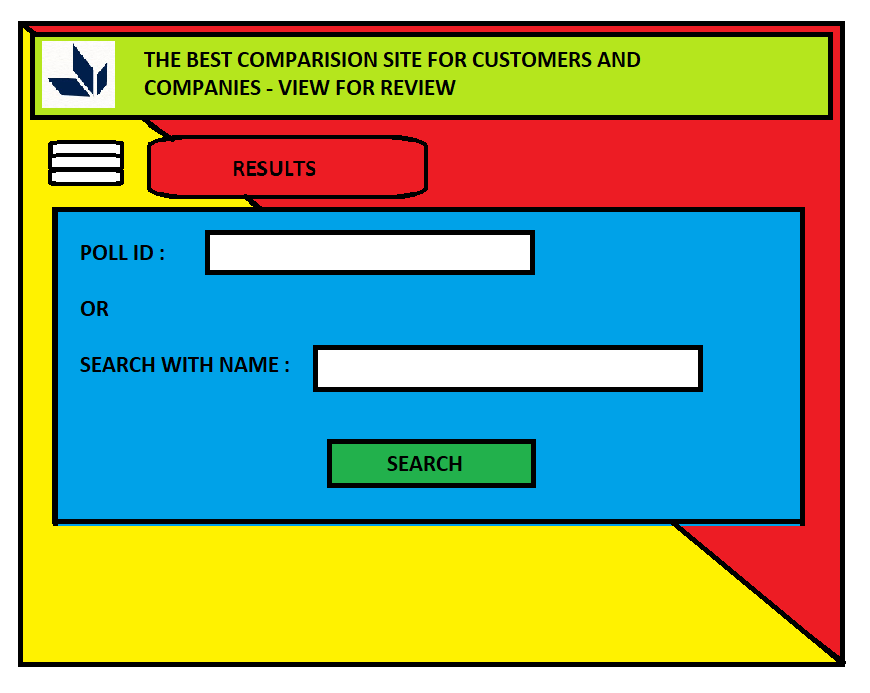 THE BEST COMPARISION SITE FOR CUSTOMERS AND
COMPANIES - VIEW FOR REVIEW
RESULTS
POLL ID :
OR
SEARCH WITH NAME :
SEARCH